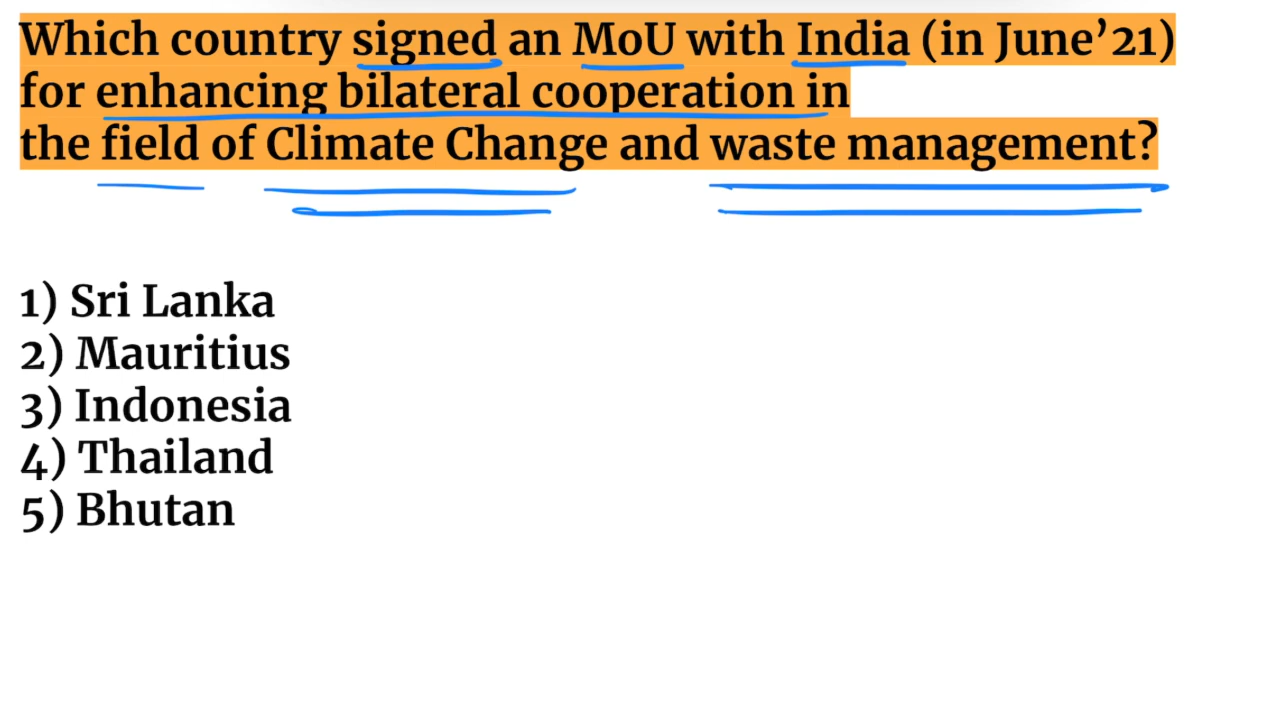 Which country signed an MoU with India (in June’21)
for enhancing bilateral cooperation in
the field of Climate Change and waste management?
1) Sri Lanka
2) Mauritius
3) Indonesia
4) Thailand
5) Bhutan